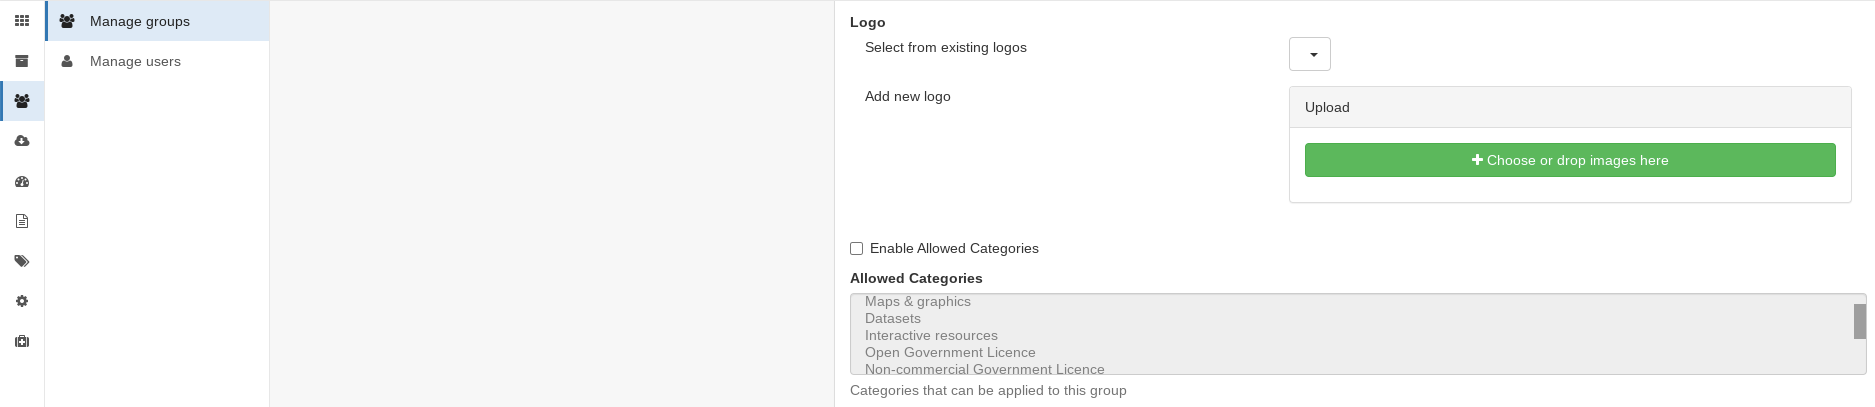 Manage groups
Manage users
Logo
Select from existing logos
Add new logo
Upload
Choose or drop images here
Enable Allowed Categories
Allowed Categories
Maps & graphics
Datasets
Interactive resources
Open Government Licence
Non-commercial Government Licence
Categories that can be applied to this group